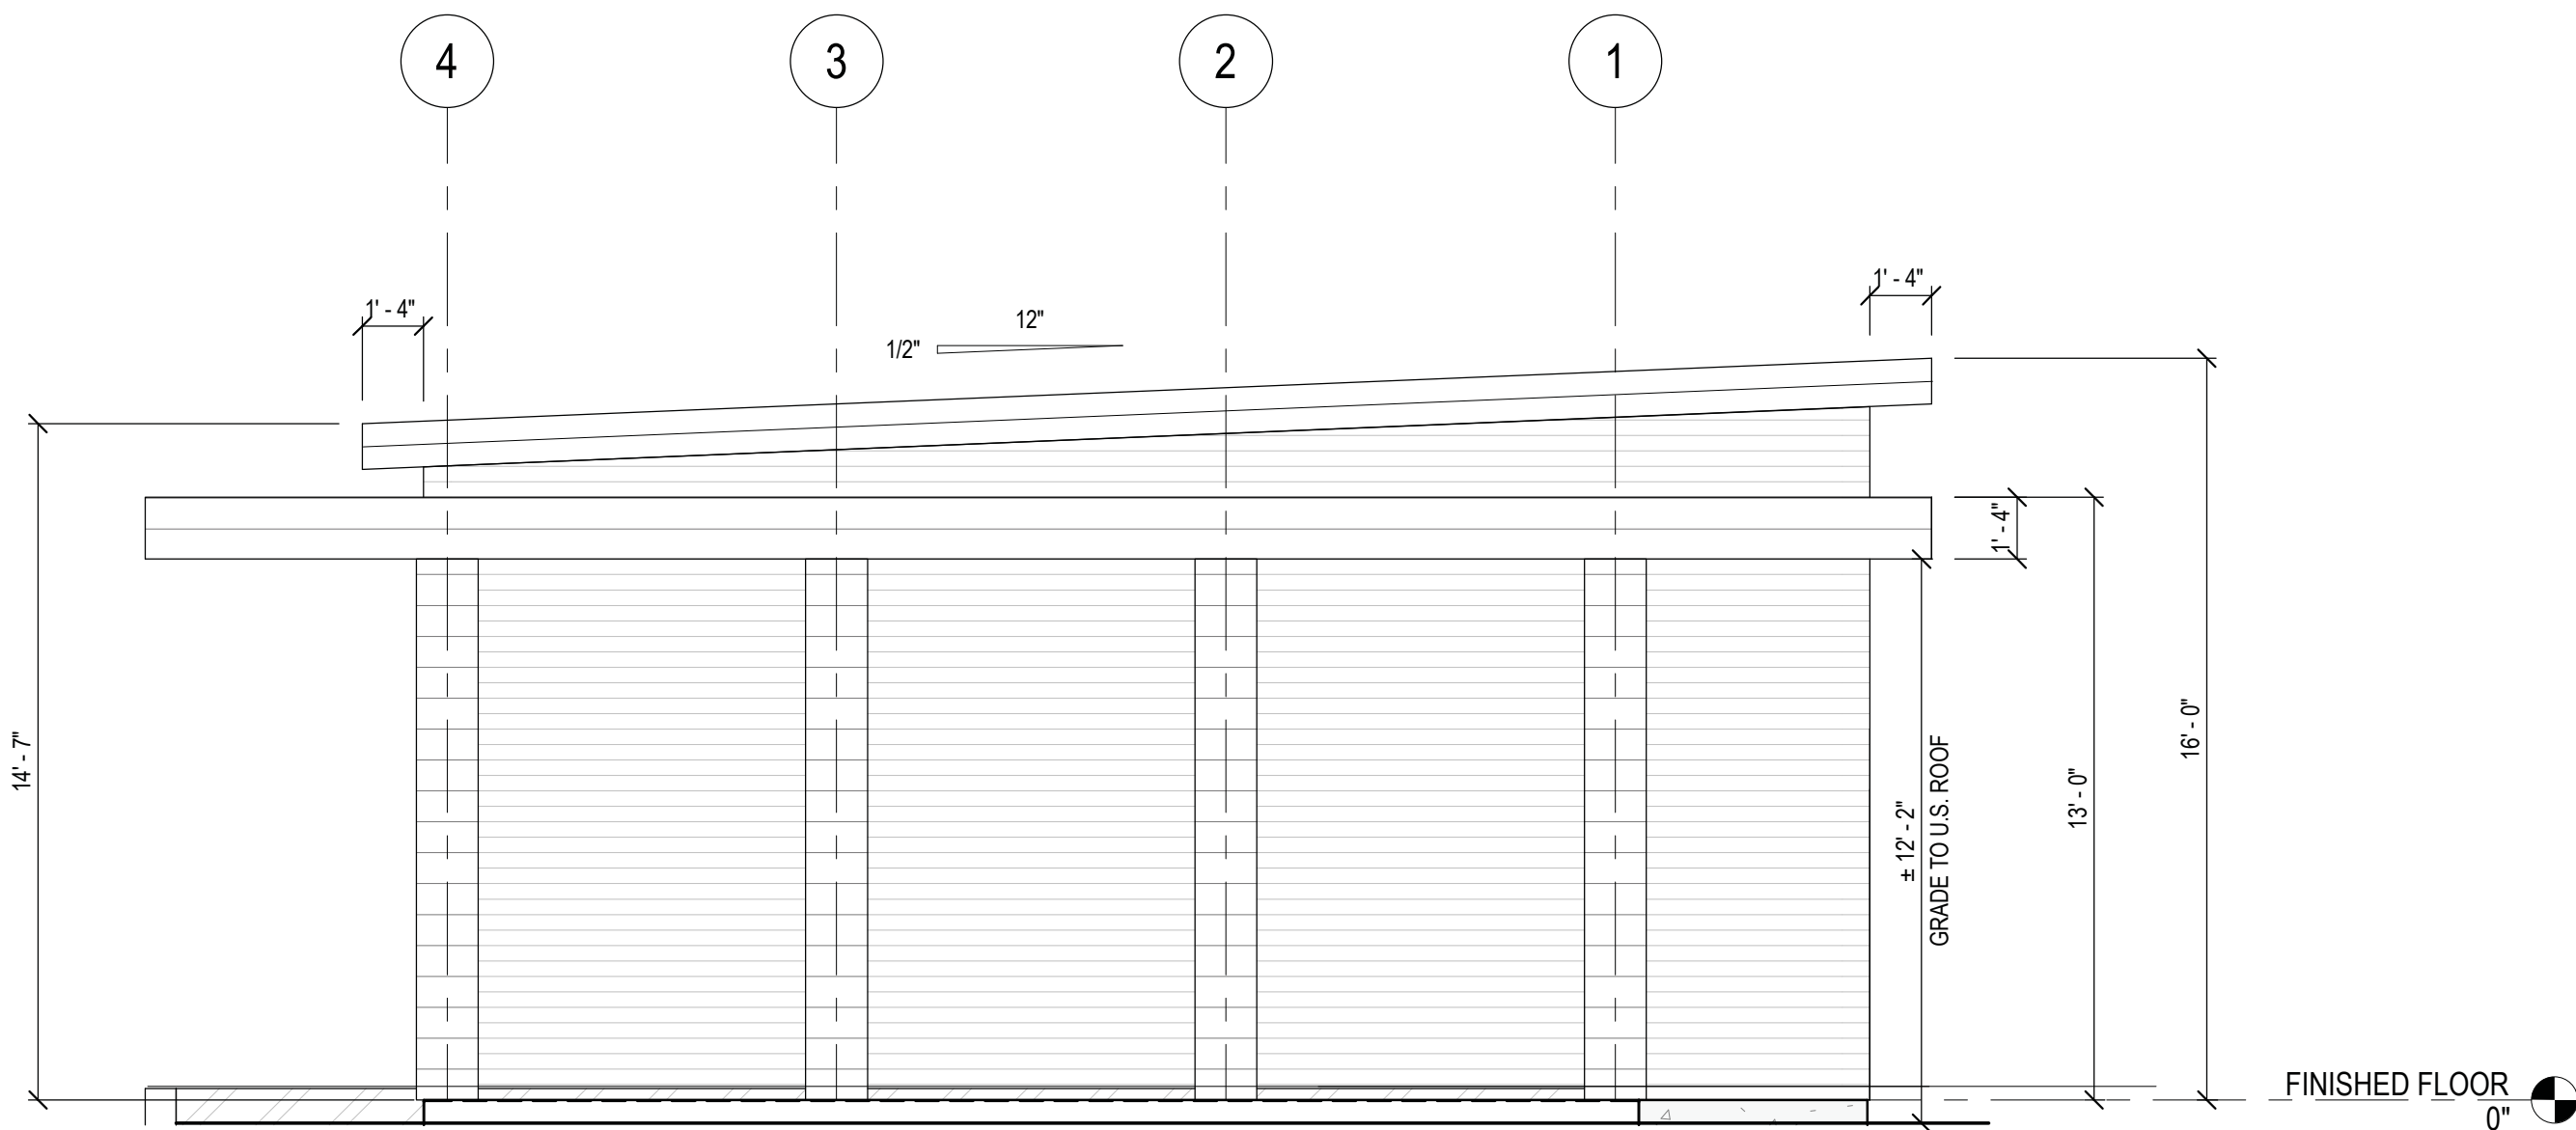 4
3
2
1
1' - 4"
1' - 4"
12"
1/2"
1' - 4"
14' - 7"
16' - 0"
13' - 0"
± 12' - 2"
GRADE TO U.S. ROOF
FINISHED FLOOR
0"